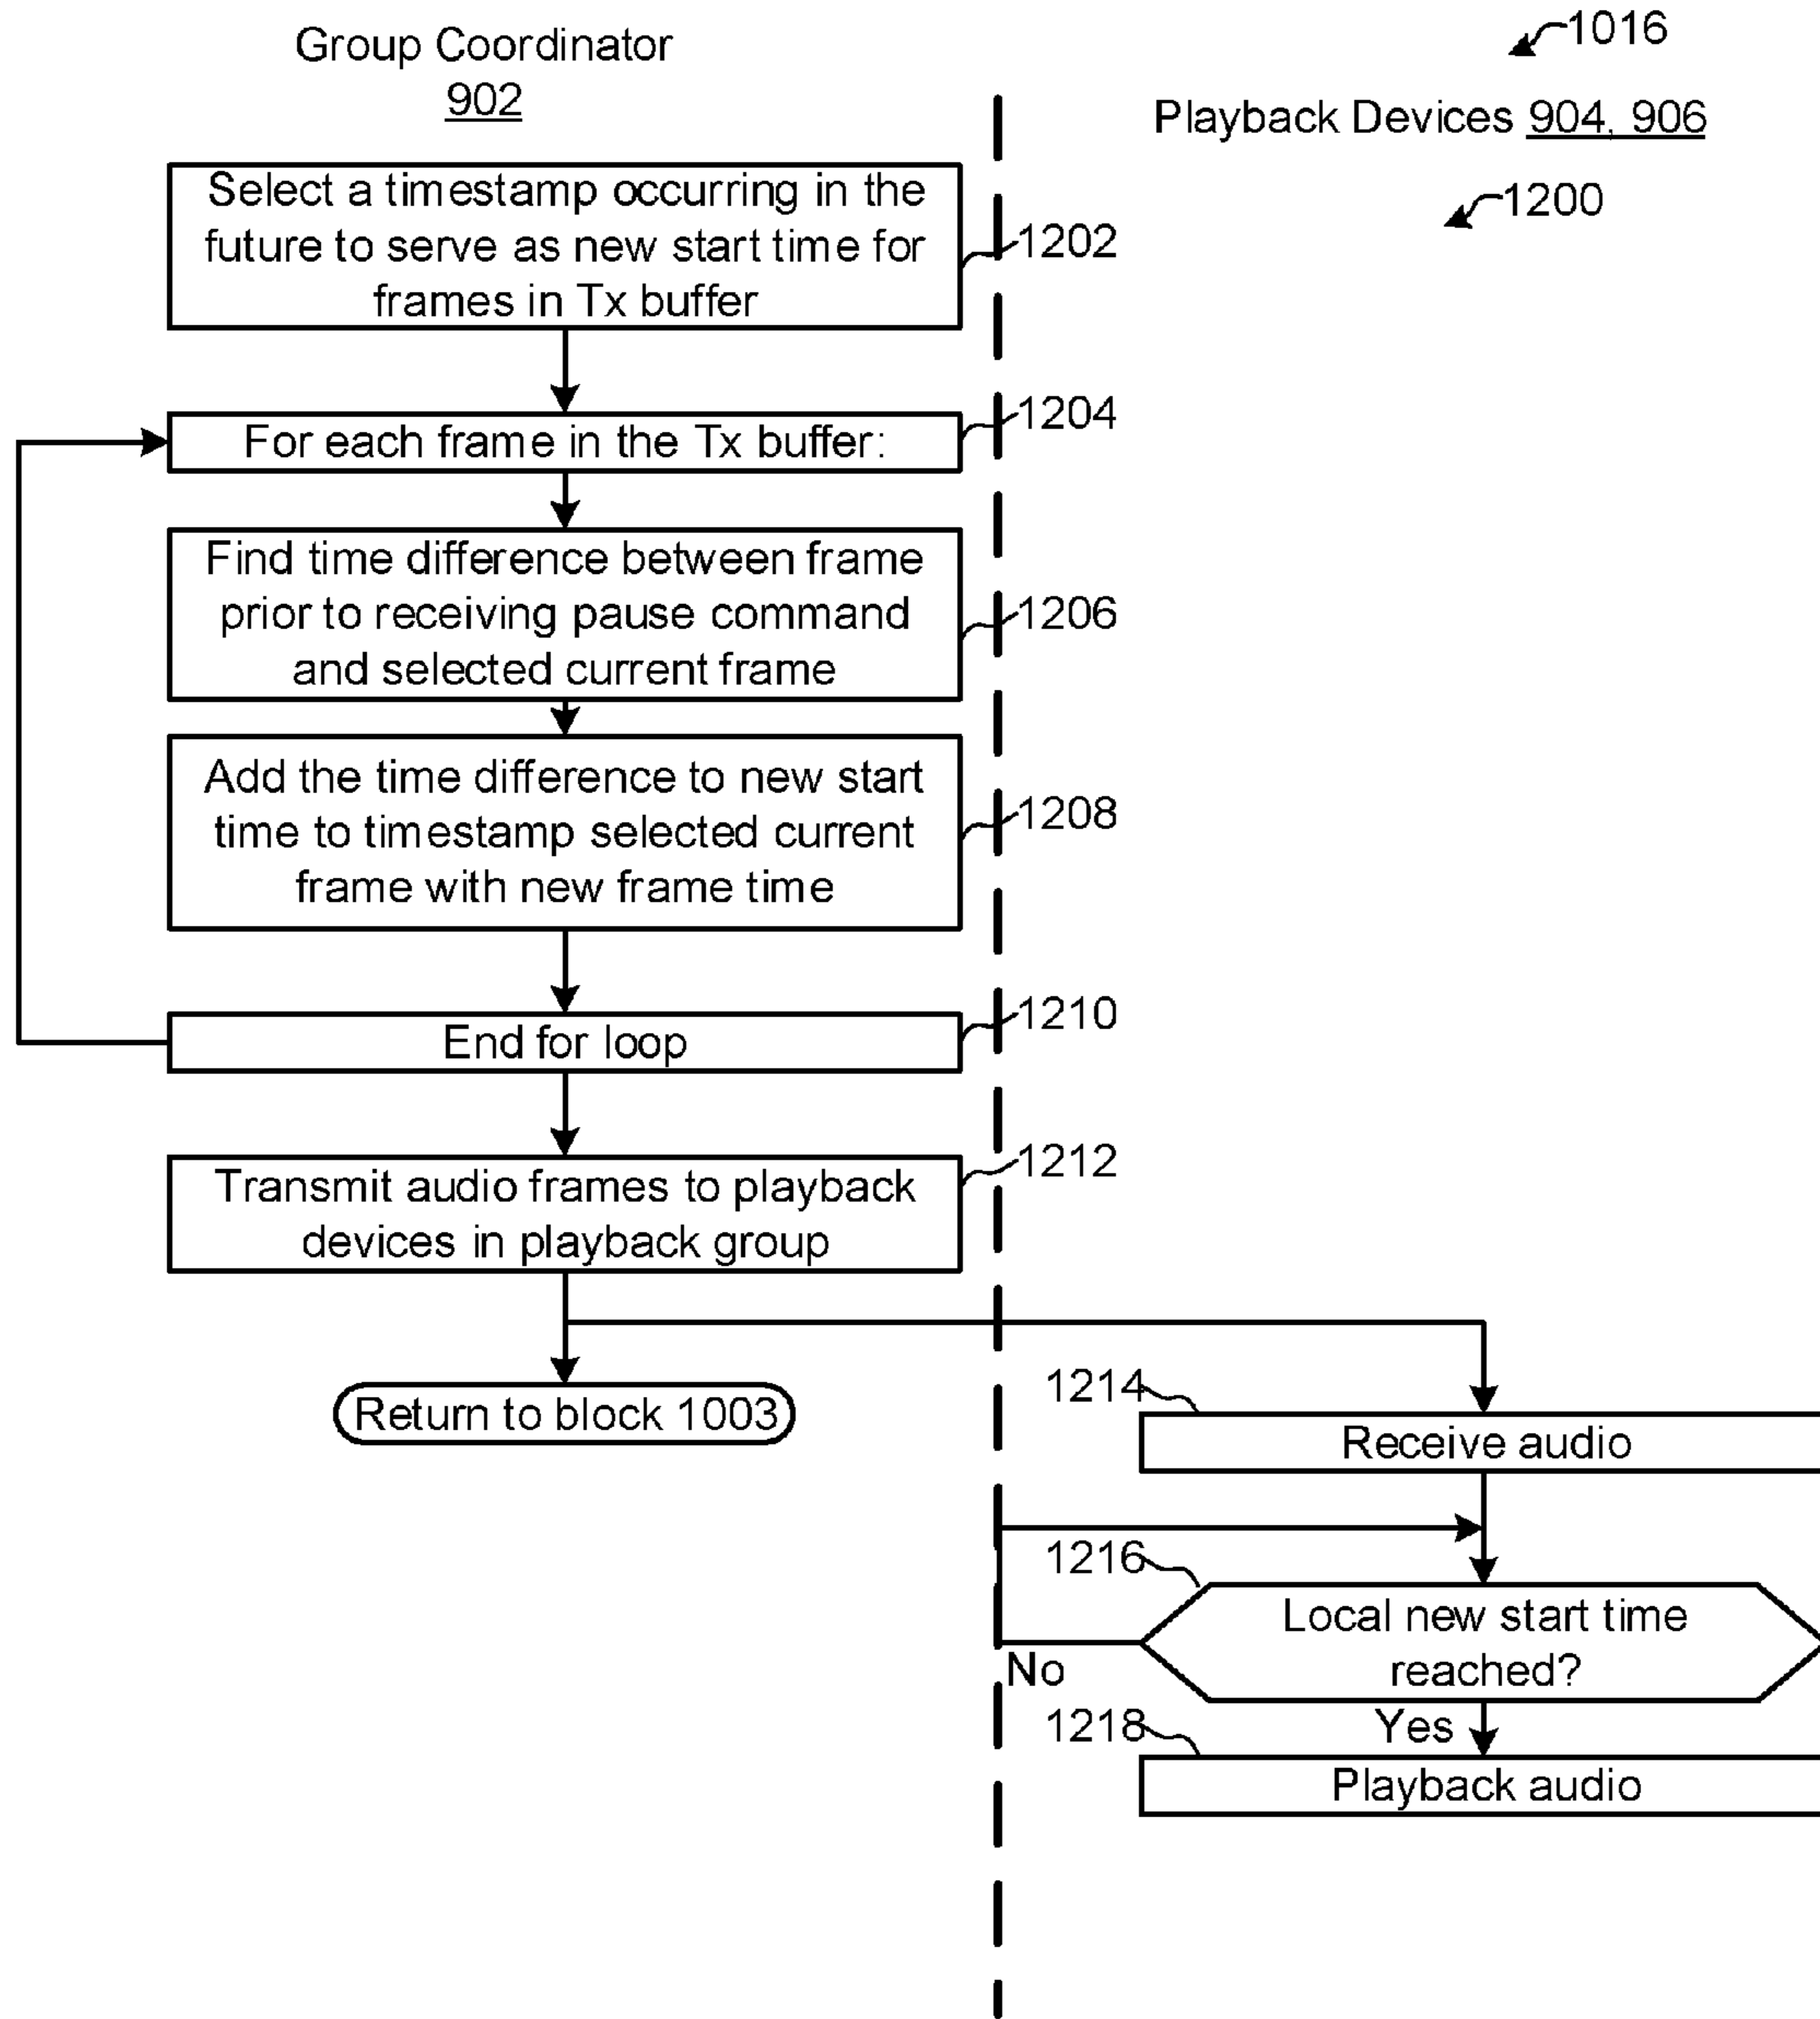 Group Coordinator
902
1016
Playback Devices 904, 906
1200
Select a timestamp occurring in the
future to serve as new start time for
frames in Tx buffer
1202
For each frame in the Tx buffer:
1204
Find time difference between frame
prior to receiving pause command
and selected current frame
1206
Add the time difference to new start
time to timestamp selected current
frame with new frame time
1208
End for loop
1210
Transmit audio frames to playback
devices in playback group
1212
Return to block 1003
1214
Receive audio
1216
Local new start time
reached?
No
Yes
1218
Playback audio